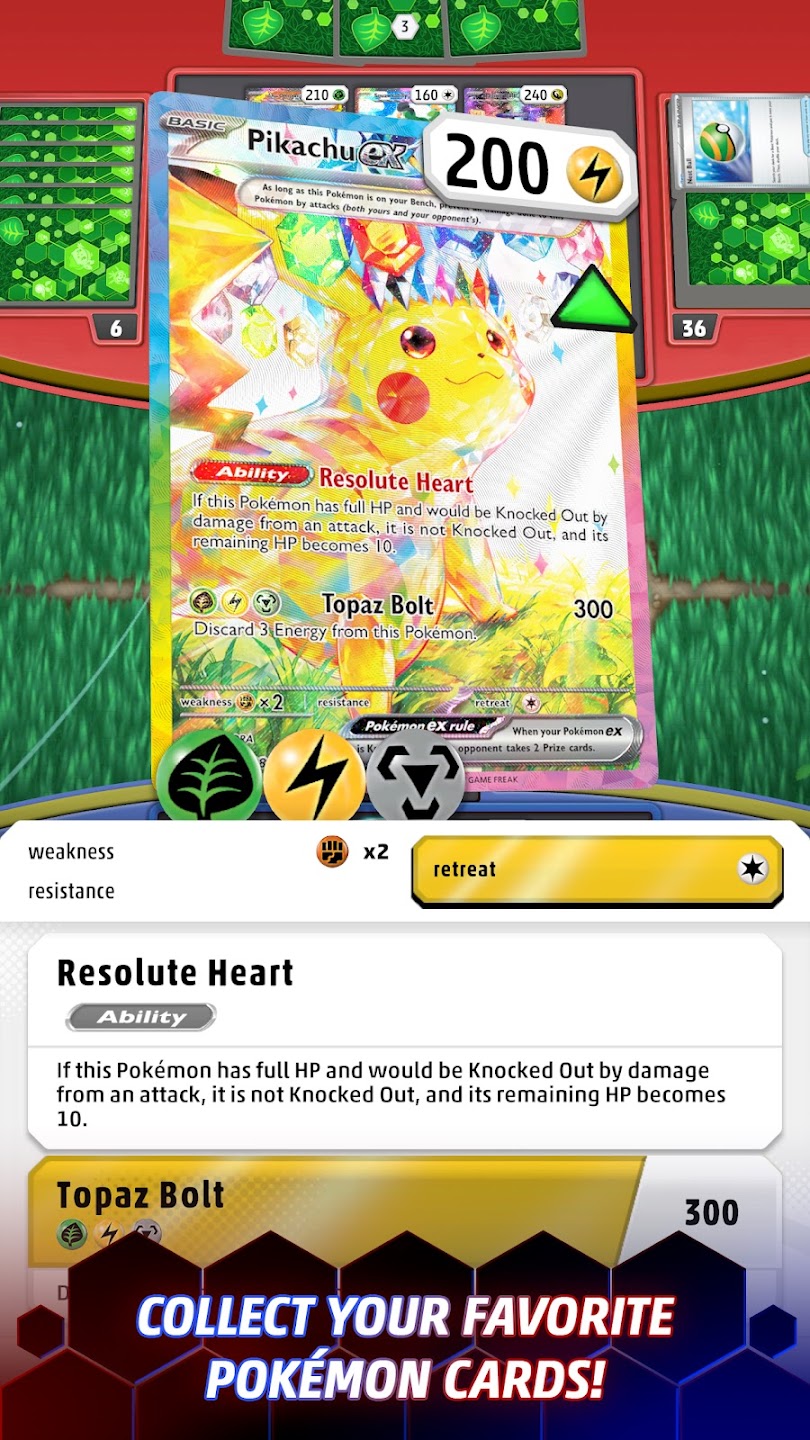 3
210
160
240
BASIC
Pikachu ex
200
As long as this Pokémon is on your Bench, prevent all damage done to this
Pokémon by attacks (both yours and your opponent's).
Nest Ball
6
36
Ability
Resolute Heart
If this Pokémon has full HP and would be Knocked Out by
damage from an attack, it is not Knocked Out, and its
remaining HP becomes 10.
Topaz Bolt
300
Discard 3 Energy from this Pokémon.
weakness
×2
resistance
retreat
Pokémon ex rule
When your Pokémon ex
opponent takes 2 Prize cards.
GAME FREAK
weakness
x2
retreat
resistance
Resolute Heart
Ability
If this Pokémon has full HP and would be Knocked Out by damage
from an attack, it is not Knocked Out, and its remaining HP becomes
10.
Topaz Bolt
300
COLLECT YOUR FAVORITE
POKÉMON CARDS!